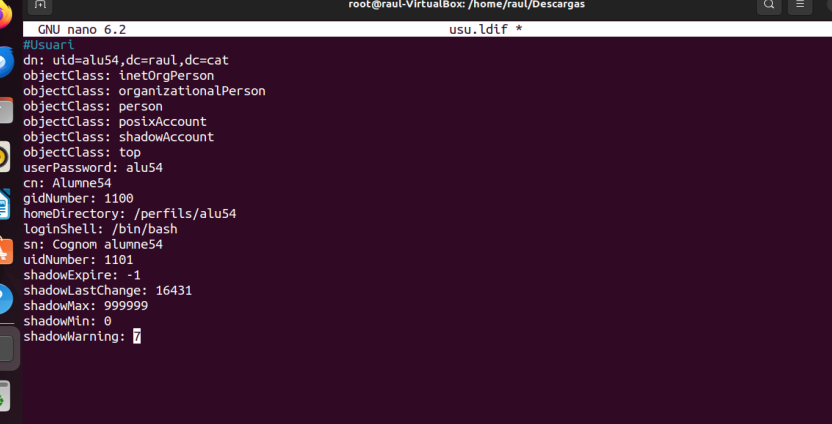 root@raul-VirtualBox: /home/raul/Descargas
GNU nano 6.2 usu.ldif *
#Usuari
dn: uid=alu54,dc=raul,dc=cat
objectClass: inetOrgPerson
objectClass: organizationalPerson
objectClass: person
objectClass: posixAccount
objectClass: shadowAccount
objectClass: top
userPassword: alu54
cn: Alumne54
gidNumber: 1100
homeDirectory: /perfils/alu54
loginShell: /bin/bash
sn: Cognom alumne54
uidNumber: 1101
shadowExpire: -1
shadowLastChange: 16431
shadowMax: 999999
shadowMin: 0
shadowWarning: 7